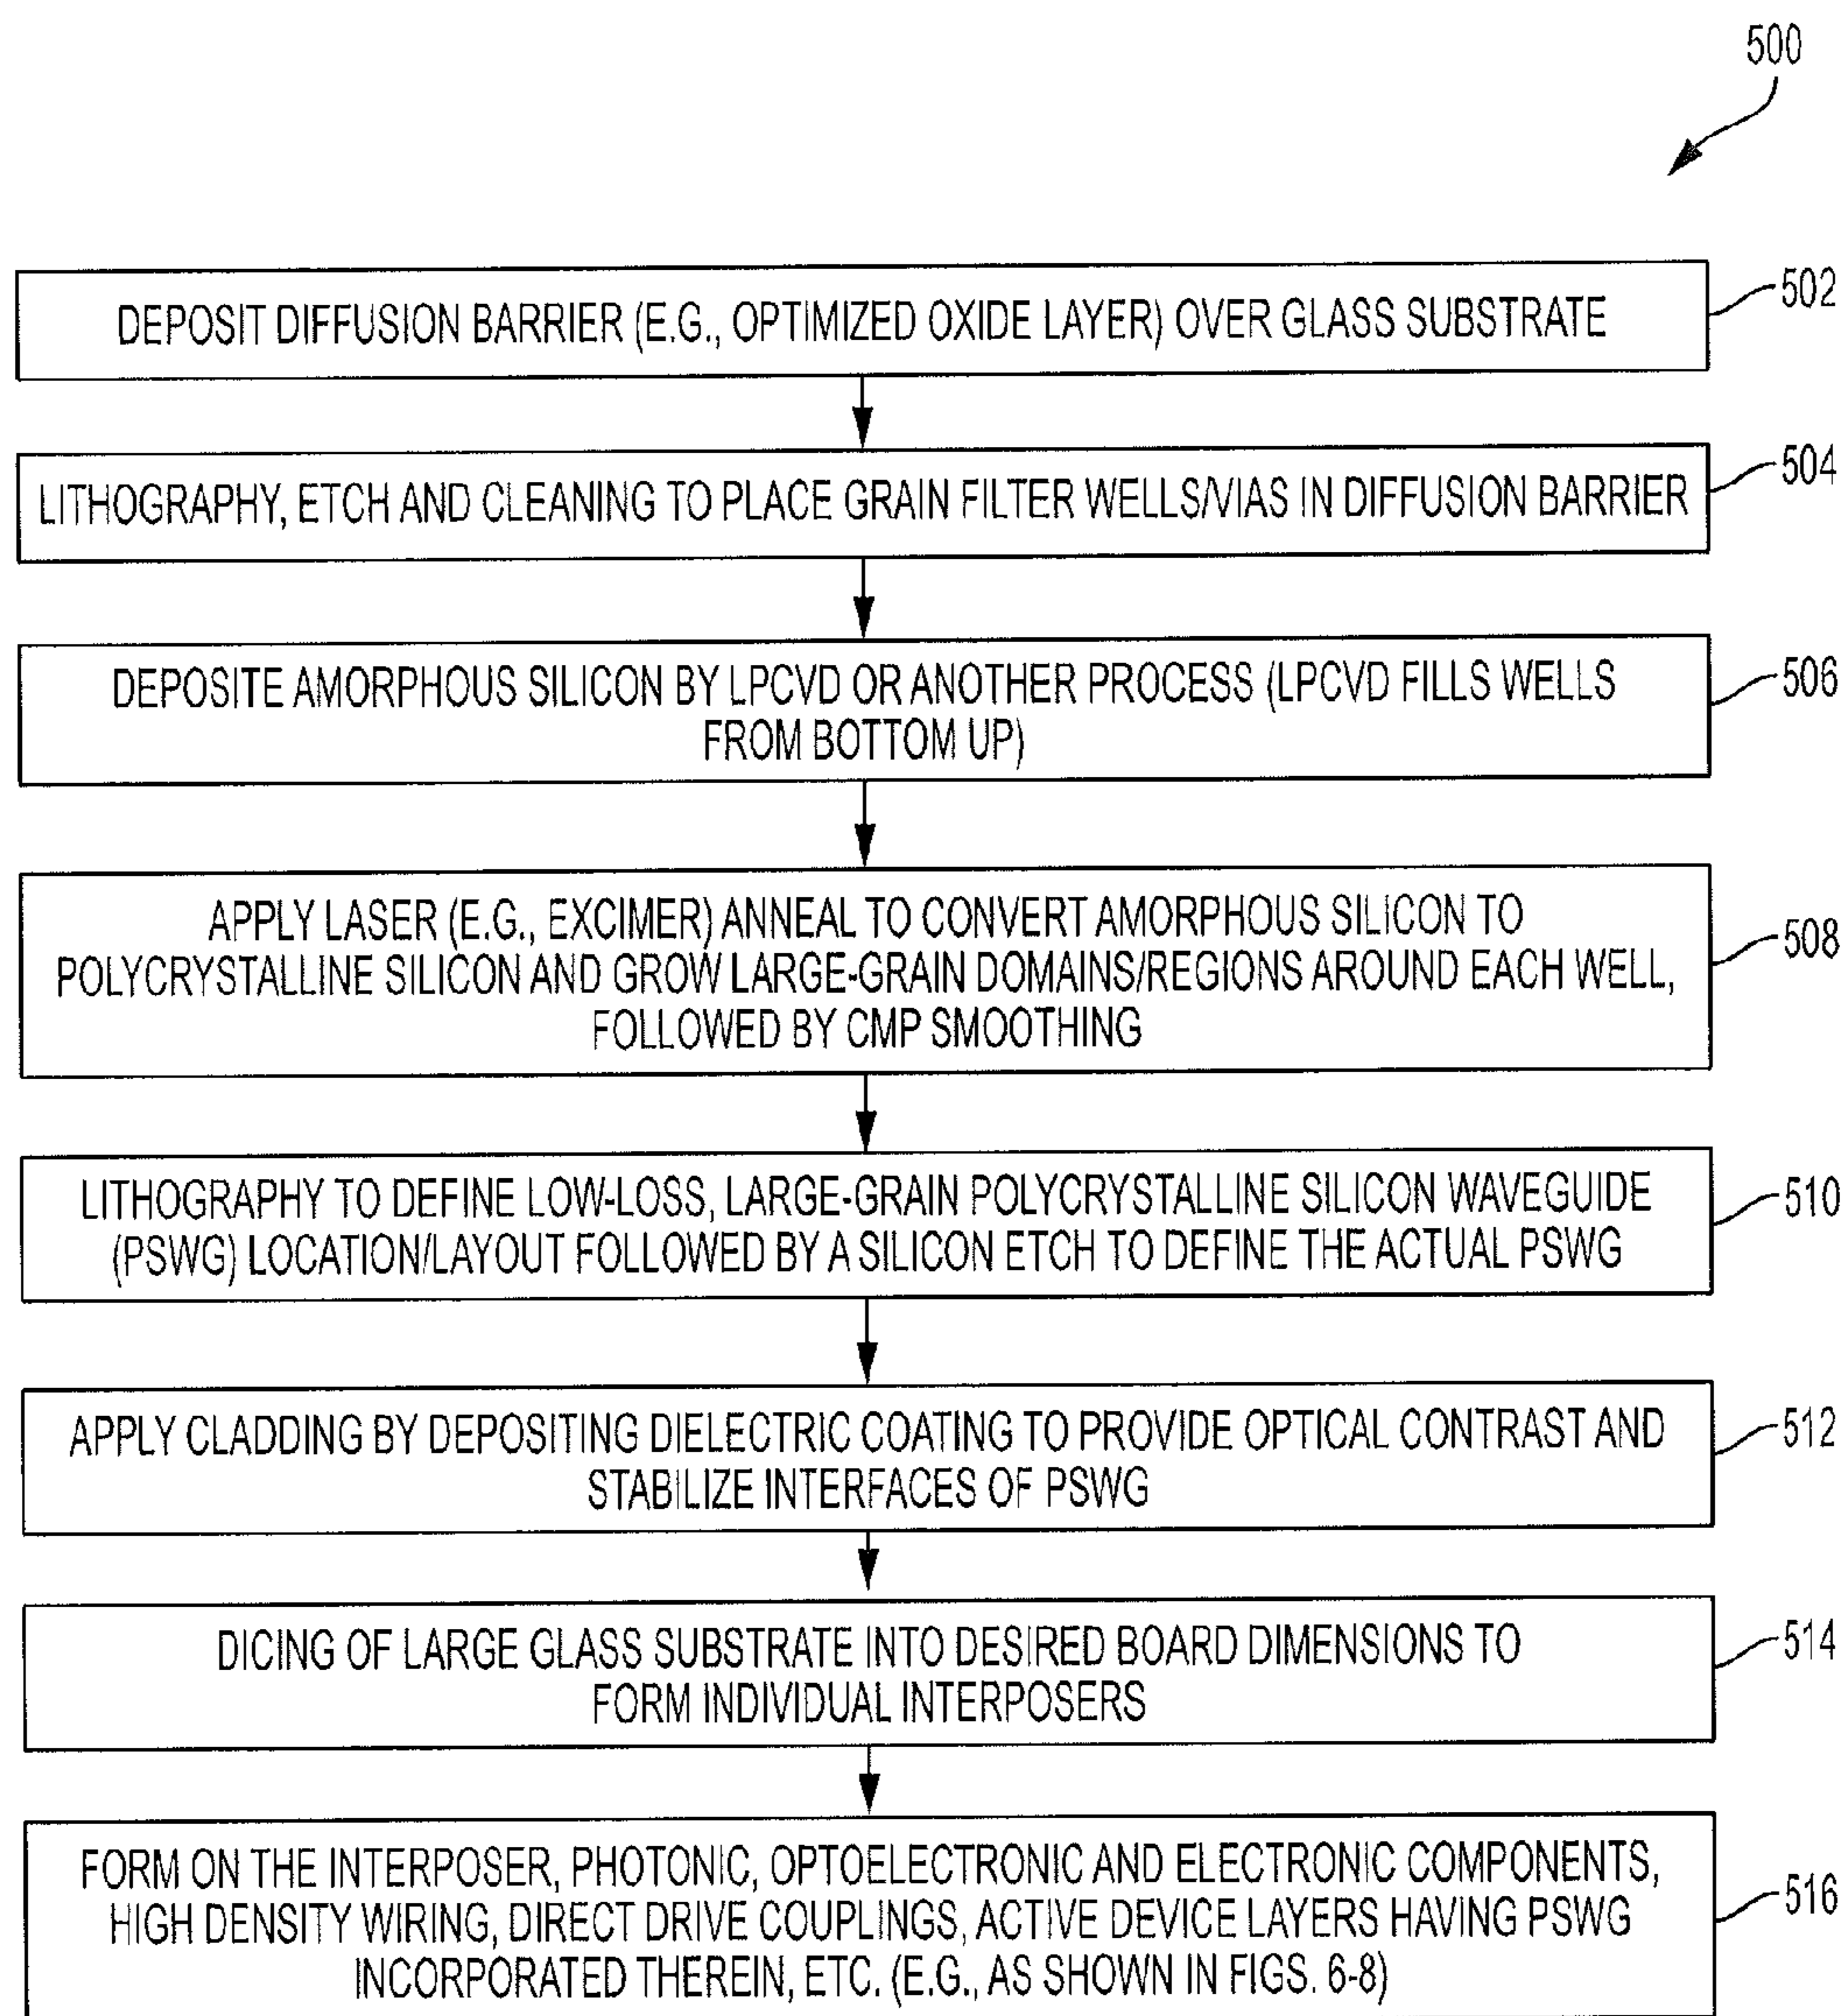 500
DEPOSIT DIFFUSION BARRIER (E.G., OPTIMIZED OXIDE LAYER) OVER GLASS SUBSTRATE
502
LITHOGRAPHY, ETCH AND CLEANING TO PLACE GRAIN FILTER WELLS/VIAS IN DIFFUSION BARRIER
504
DEPOSITE AMORPHOUS SILICON BY LPCVD OR ANOTHER PROCESS (LPCVD FILLS WELLS
FROM BOTTOM UP)
506
APPLY LASER (E.G., EXCIMER) ANNEAL TO CONVERT AMORPHOUS SILICON TO
POLYCRYSTALLINE SILICON AND GROW LARGE-GRAIN DOMAINS/REGIONS AROUND EACH WELL,
FOLLOWED BY CMP SMOOTHING
508
LITHOGRAPHY TO DEFINE LOW-LOSS, LARGE-GRAIN POLYCRYSTALLINE SILICON WAVEGUIDE
(PSWG) LOCATION/LAYOUT FOLLOWED BY A SILICON ETCH TO DEFINE THE ACTUAL PSWG
510
APPLY CLADDING BY DEPOSITING DIELECTRIC COATING TO PROVIDE OPTICAL CONTRAST AND
STABILIZE INTERFACES OF PSWG
512
DICING OF LARGE GLASS SUBSTRATE INTO DESIRED BOARD DIMENSIONS TO
FORM INDIVIDUAL INTERPOSERS
514
FORM ON THE INTERPOSER, PHOTONIC, OPTOELECTRONIC AND ELECTRONIC COMPONENTS,
HIGH DENSITY WIRING, DIRECT DRIVE COUPLINGS, ACTIVE DEVICE LAYERS HAVING PSWG
INCORPORATED THEREIN, ETC. (E.G., AS SHOWN IN FIGS. 6-8)
516